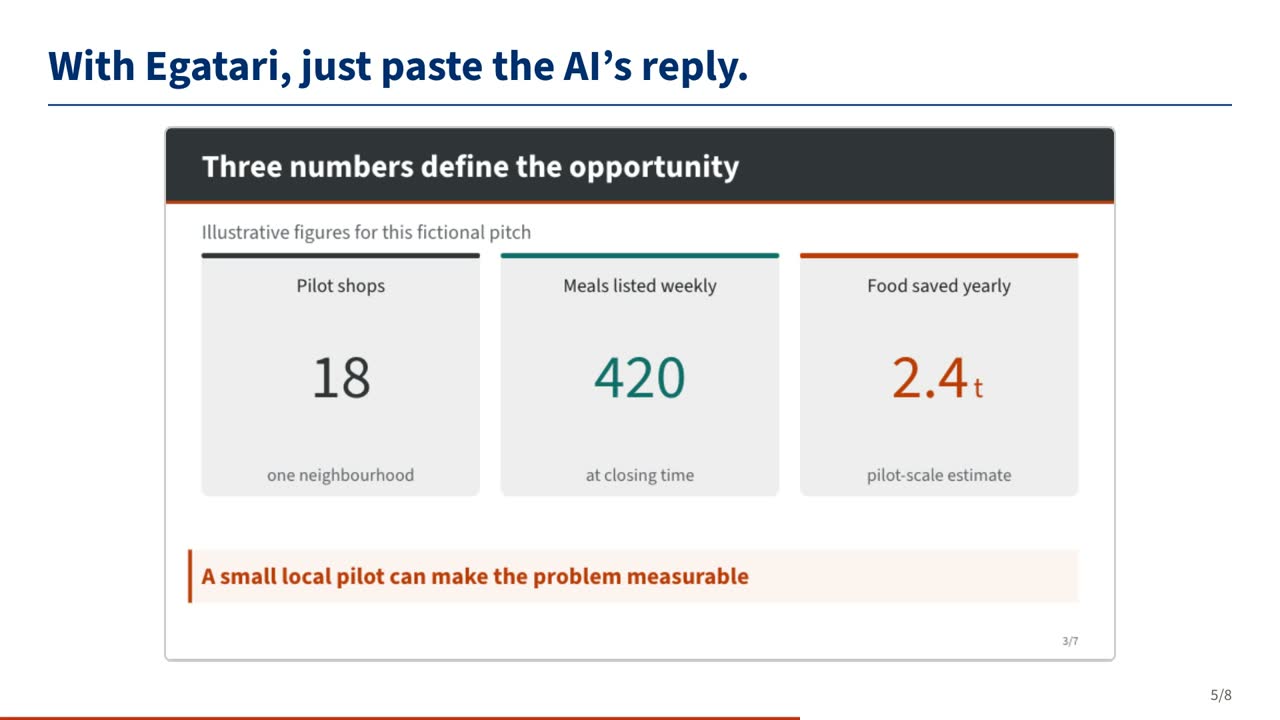 With Egatari, just paste the AI’s reply.
Three numbers define the opportunity
Illustrative figures for this fictional pitch
Pilot shops
18
one neighbourhood
Meals listed weekly
420
at closing time
Food saved yearly
2.4 t
pilot-scale estimate
A small local pilot can make the problem measurable
3/7
5/8